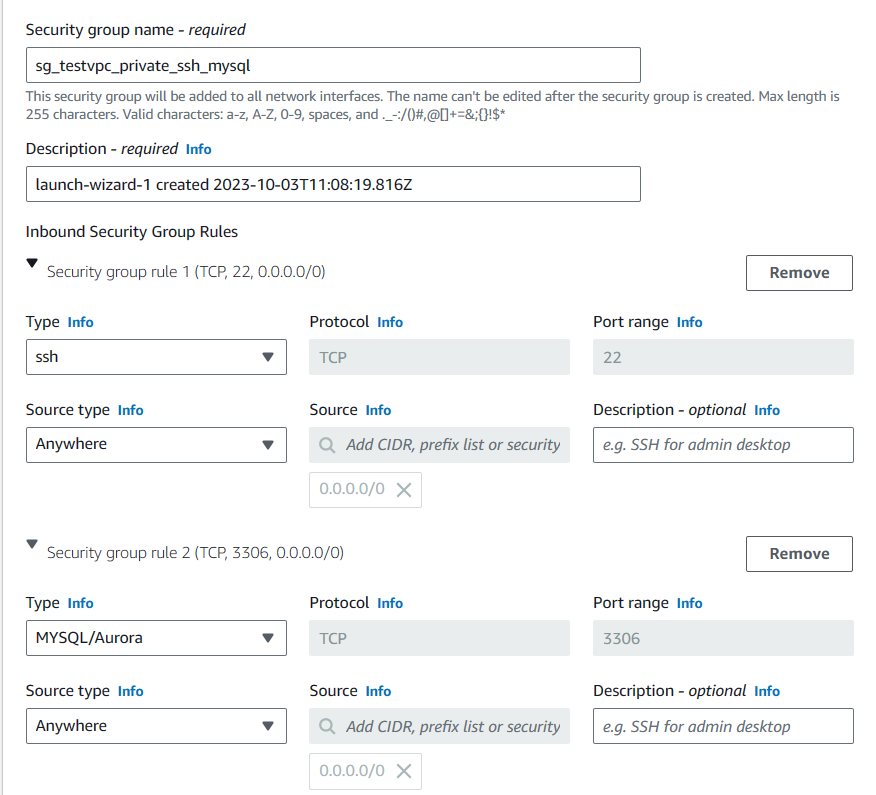 Security group name - required
sg_testvpc_private_ssh_mysql
This security group will be added to all network interfaces. The name can't be edited after the security group is created. Max length is
255 characters. Valid characters: a-z, A-Z, 0-9, spaces, and ._-:/()#,@[]+=&;{}!$*
Description - required Info
launch-wizard-1 created 2023-10-03T11:08:19.816Z
Inbound Security Group Rules
Security group rule 1 (TCP, 22, 0.0.0.0/0) Remove
Type Info Protocol Info Port range Info
ssh TCP 22
Source type Info Source Info Description - optional Info
Anywhere Add CIDR, prefix list or security e.g. SSH for admin desktop
0.0.0.0/0
Security group rule 2 (TCP, 3306, 0.0.0.0/0) Remove
Type Info Protocol Info Port range Info
MYSQL/Aurora TCP 3306
Source type Info Source Info Description - optional Info
Anywhere Add CIDR, prefix list or security e.g. SSH for admin desktop
0.0.0.0/0